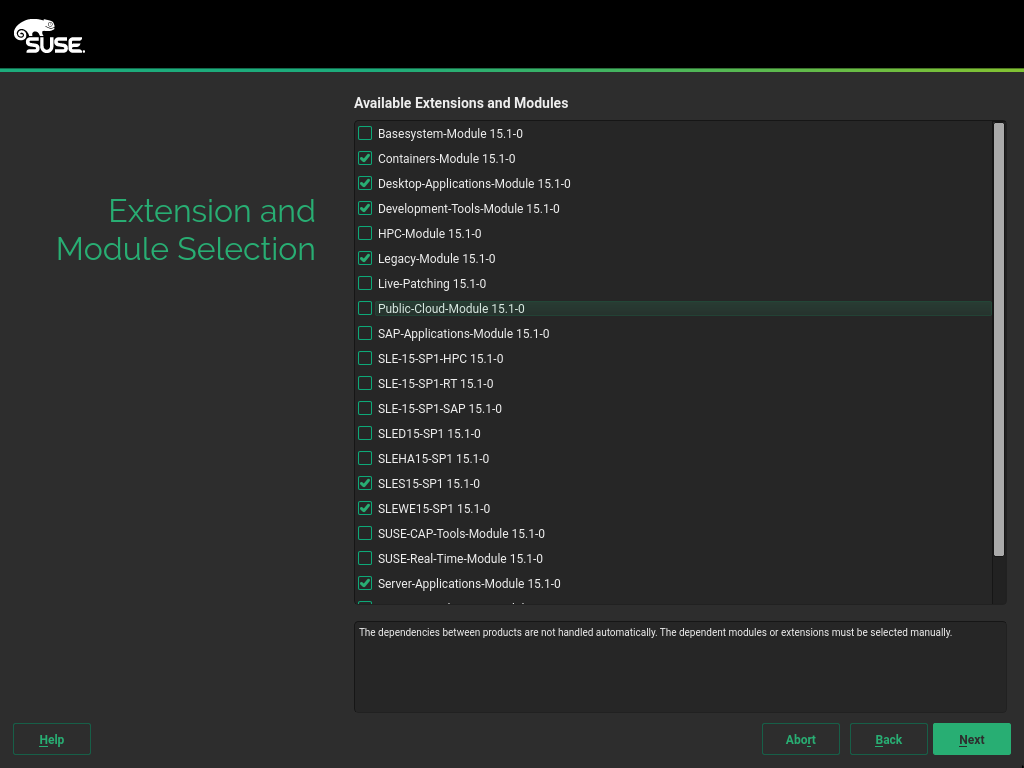 SUSE.
Available Extensions and Modules
Extension and
Module Selection
Basesystem-Module 15.1-0
Containers-Module 15.1-0
Desktop-Applications-Module 15.1-0
Development-Tools-Module 15.1-0
HPC-Module 15.1-0
Legacy-Module 15.1-0
Live-Patching 15.1-0
Public-Cloud-Module 15.1-0
SAP-Applications-Module 15.1-0
SLE-15-SP1-HPC 15.1-0
SLE-15-SP1-RT 15.1-0
SLE-15-SP1-SAP 15.1-0
SLED15-SP1 15.1-0
SLEHA15-SP1 15.1-0
SLES15-SP1 15.1-0
SLEWE15-SP1 15.1-0
SUSE-CAP-Tools-Module 15.1-0
SUSE-Real-Time-Module 15.1-0
Server-Applications-Module 15.1-0
The dependencies between products are not handled automatically. The dependent modules or extensions must be selected manually.
Help
Abort
Back
Next